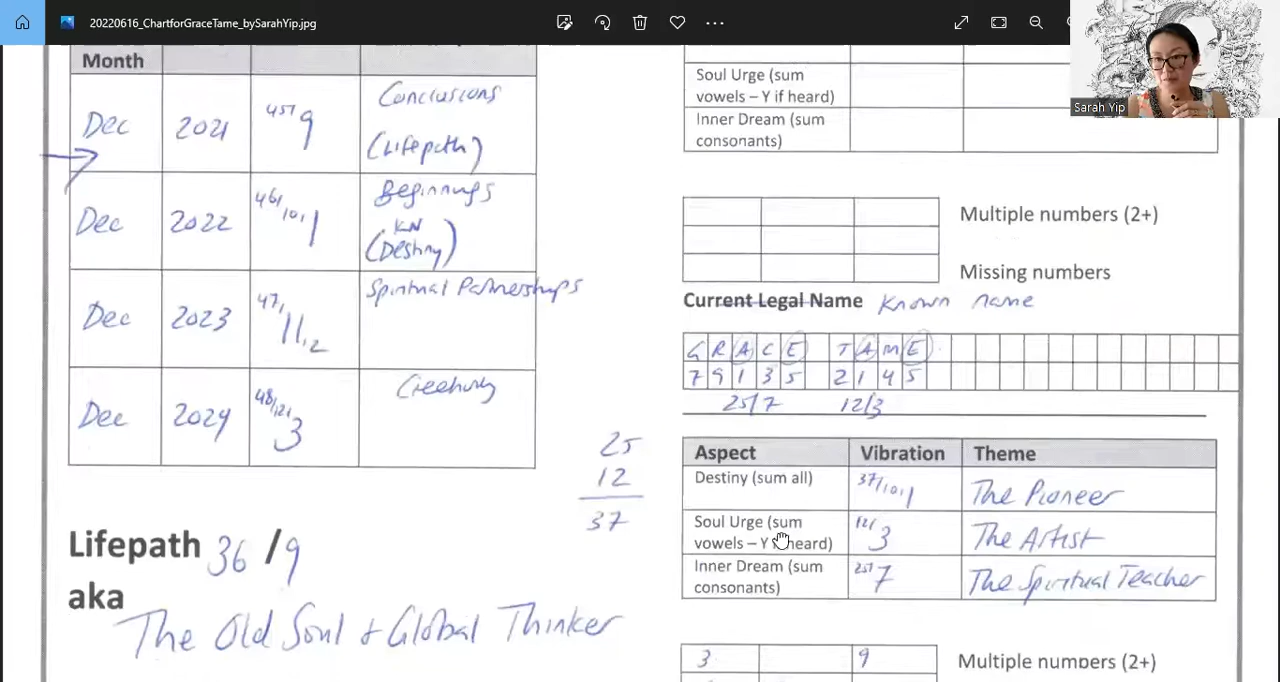 20220616_ChartforGraceTame_bySarahYip.jpg
Sarah Yip
Month
Dec 2021 45/ 9 Conclusions
(Lifepath)
Dec 2022 46/10/1 Beginnings
KN
(Destiny)
Dec 2023 47/11/2 Spiritual Partnerships
Dec 2024 48/12/3 Creativity
25
12
37
Lifepath 36/9
aka
The Old Soul & Global Thinker
Soul Urge (sum
vowels – Y if heard)
Inner Dream (sum
consonants)
Multiple numbers (2+)
Missing numbers
Current Legal Name Known name
G R A C E T A M E
7 9 1 3 5 2 1 4 5
25/7 12/3
Aspect Vibration Theme
Destiny (sum all) 37/10/1 The Pioneer
Soul Urge (sum
vowels – Y heard) 12/3 The Artist
Inner Dream (sum
consonants) 25/7 The Spiritual Teacher
3 9 Multiple numbers (2+)